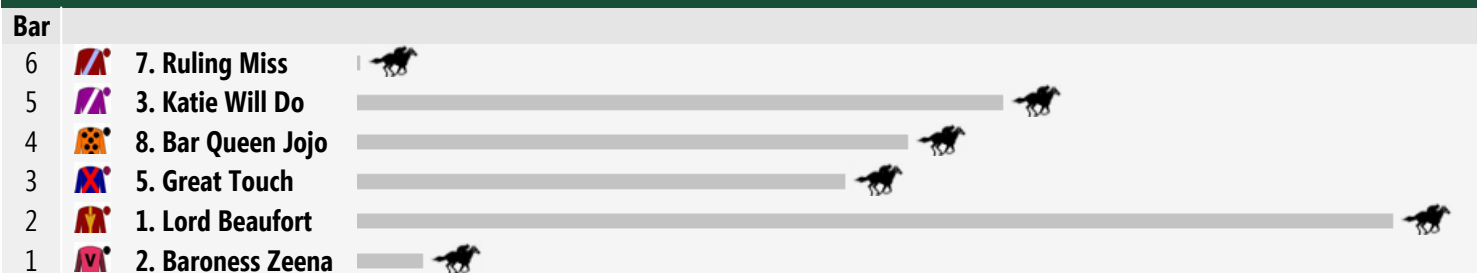 Bar
6 7. Ruling Miss
5 3. Katie Will Do
4 8. Bar Queen Jojo
3 5. Great Touch
2 1. Lord Beaufort
1 V 2. Baroness Zeena